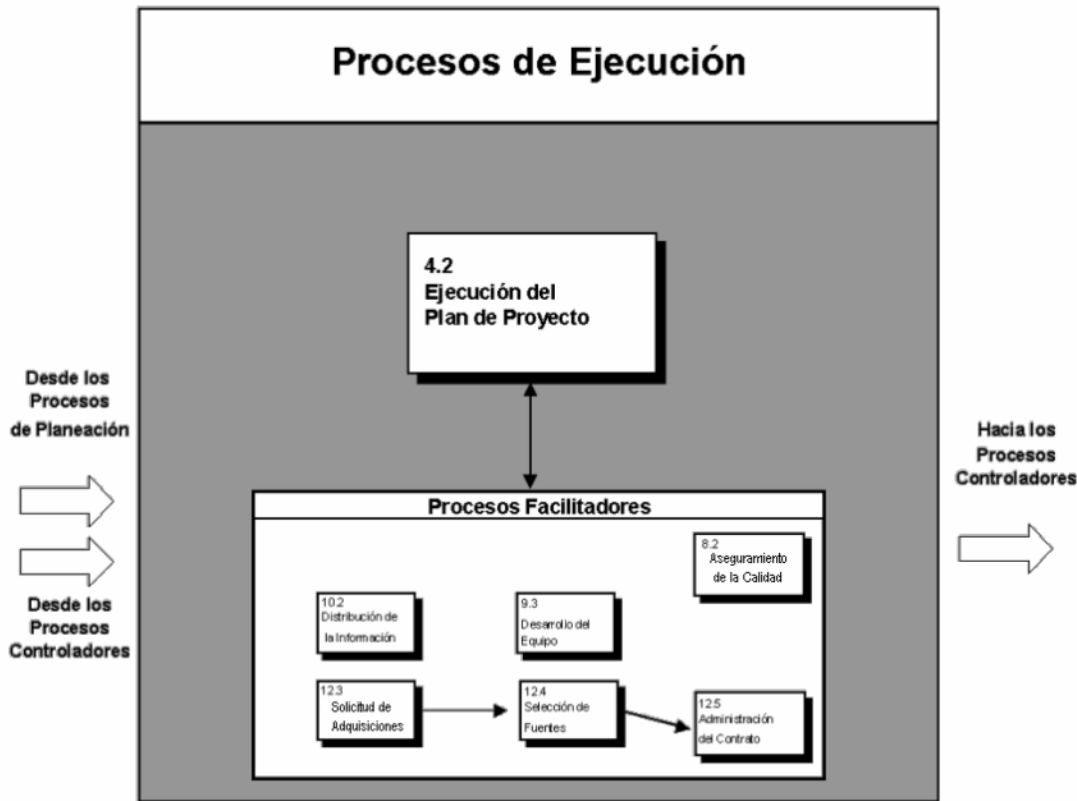 Procesos de Ejecución
4.2
Ejecución del
Plan de Proyecto
Desde los
Procesos
de Planeación
Desde los
Procesos
Controladores
Hacia los
Procesos
Controladores
Procesos Facilitadores
8.2
Aseguramiento
de la Calidad
10.2
Distribución de
la Información
9.3
Desarrollo del
Equipo
12.3
Solicitud de
Adquisiciones
12.4
Selección de
Fuentes
12.5
Administración
del Contrato